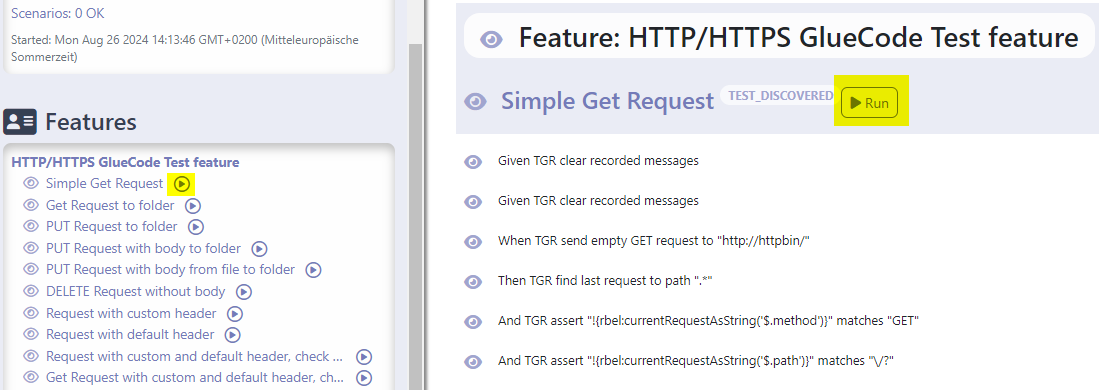 Scenarios: 0 OK
Started: Mon Aug 26 2024 14:13:46 GMT+0200 (Mitteleuropäische
Sommerzeit)
Features
HTTP/HTTPS GlueCode Test feature
Simple Get Request
Get Request to folder
PUT Request to folder
PUT Request with body to folder
PUT Request with body from file to folder
DELETE Request without body
Request with custom header
Request with default header
Request with custom and default header, check ...
Get Request with custom and default header, ch...
Feature: HTTP/HTTPS GlueCode Test feature
Simple Get Request TEST_DISCOVERED Run
Given TGR clear recorded messages
Given TGR clear recorded messages
When TGR send empty GET request to "http://httpbin/"
Then TGR find last request to path ".*"
And TGR assert "!{rbel:currentRequestAsString('$.method')}" matches "GET"
And TGR assert "!{rbel:currentRequestAsString('$.path')}" matches "\/?"